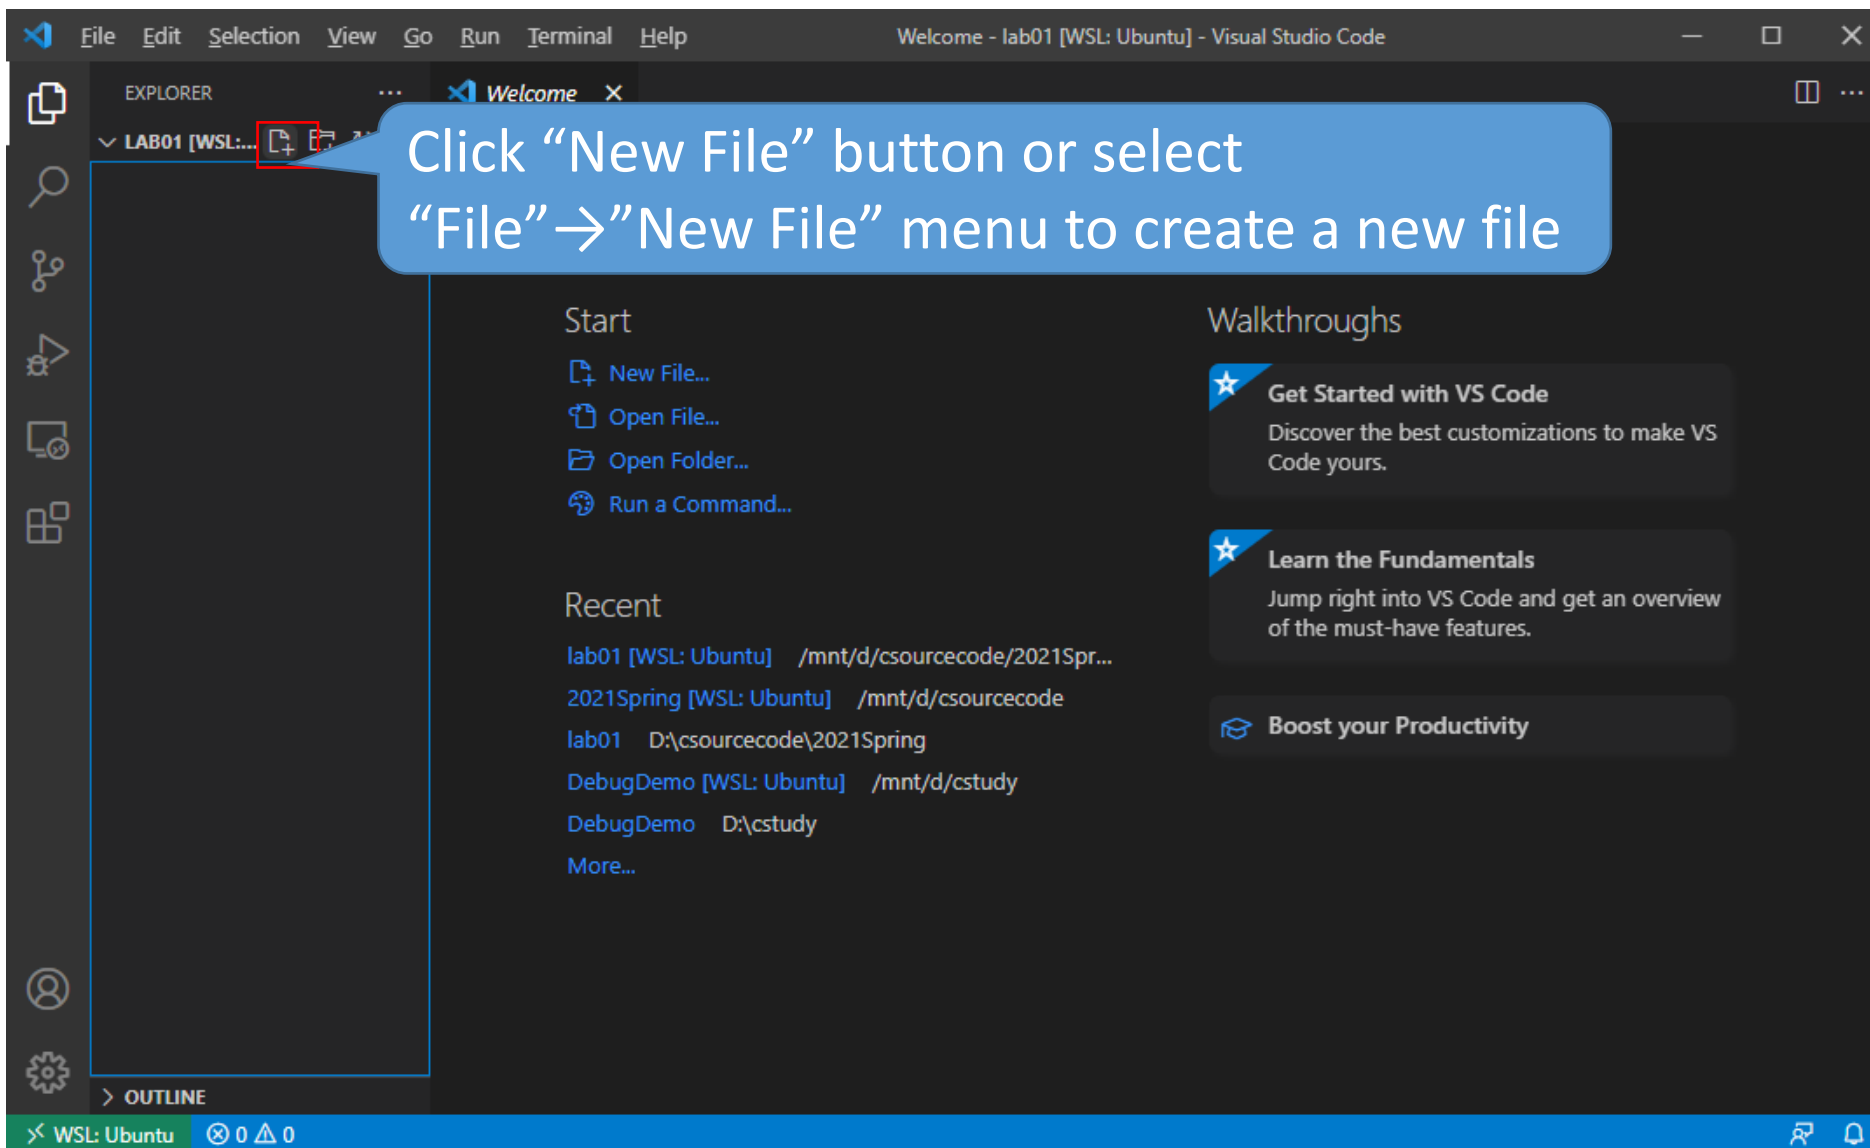 File Edit Selection View Go Run Terminal Help Welcome - lab01 [WSL: Ubuntu] - Visual Studio Code
EXPLORER ···
Welcome
LAB01 [WSL:...
Click “New File” button or select
“File”→”New File” menu to create a new file
Start
New File...
Open File...
Open Folder...
Run a Command...
Recent
lab01 [WSL: Ubuntu] /mnt/d/csourcecode/2021Spr...
2021Spring [WSL: Ubuntu] /mnt/d/csourcecode
lab01 D:\csourcecode\2021Spring
DebugDemo [WSL: Ubuntu] /mnt/d/cstudy
DebugDemo D:\cstudy
More...
Walkthroughs
Get Started with VS Code
Discover the best customizations to make VS
Code yours.
Learn the Fundamentals
Jump right into VS Code and get an overview
of the must-have features.
Boost your Productivity
OUTLINE
WSL: Ubuntu 0 0